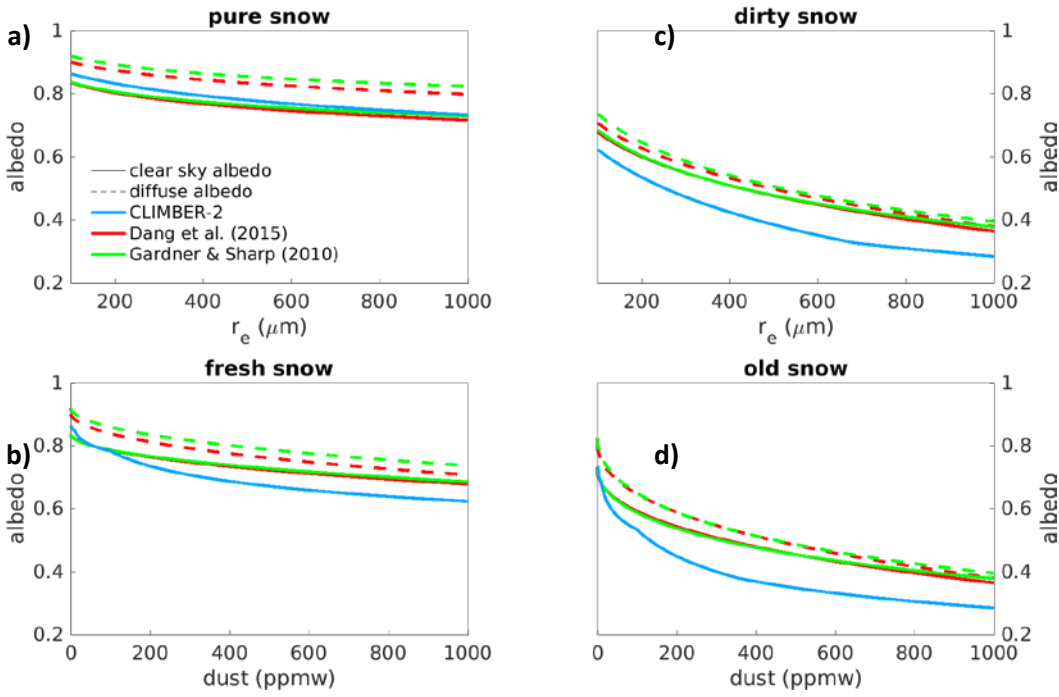 pure snow
a)
1
0.8
0.6
0.4
0.2
albedo
clear sky albedo
diffuse albedo
CLIMBER-2
Dang et al. (2015)
Gardner & Sharp (2010)
200 400 600 800 1000
r_e (μm)
dirty snow
c)
1
0.8
0.6
0.4
0.2
albedo
200 400 600 800 1000
r_e (μm)
fresh snow
b)
1
0.8
0.6
0.4
0.2
albedo
0 200 400 600 800 1000
dust (ppmw)
old snow
d)
1
0.8
0.6
0.4
0.2
albedo
0 200 400 600 800 1000
dust (ppmw)